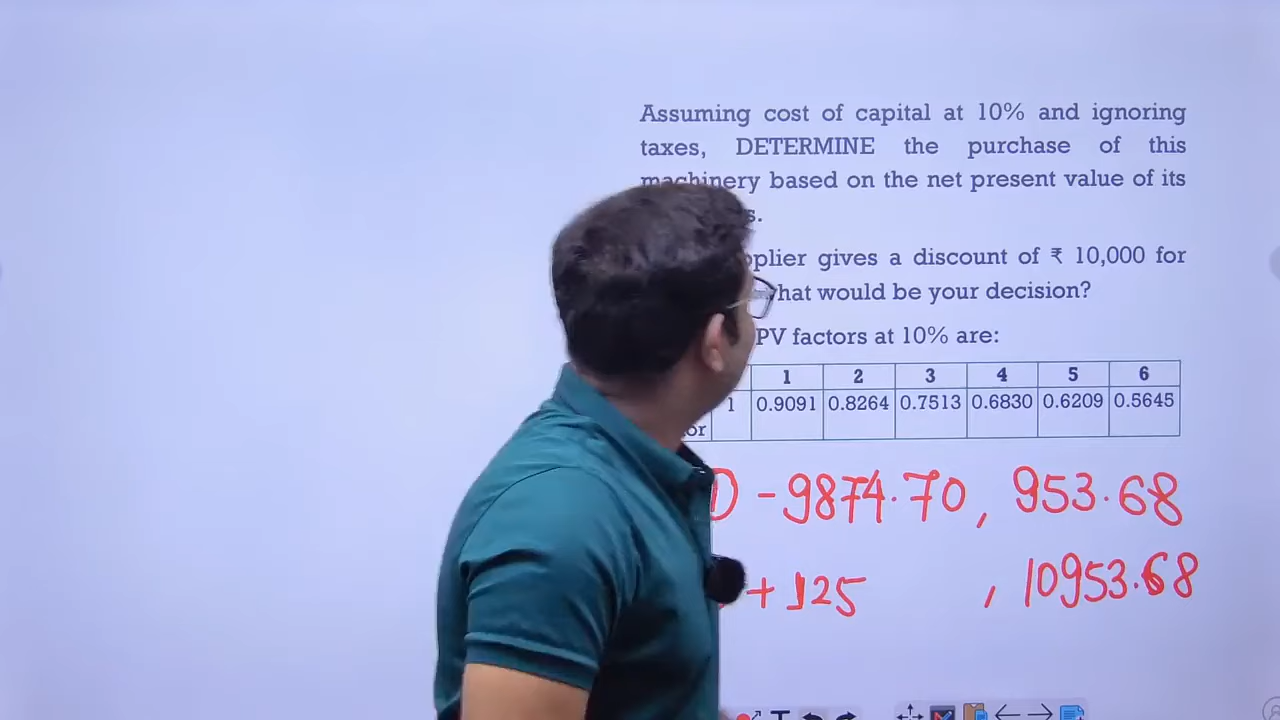 Assuming cost of capital at 10% and ignoring
taxes, DETERMINE the purchase of this
machinery based on the net present value of its
s.
pplier gives a discount of ₹ 10,000 for
hat would be your decision?
PV factors at 10% are:
1 2 3 4 5 6
1 0.9091 0.8264 0.7513 0.6830 0.6209 0.5645
or
-9874.70, 953.68
+125 , 10953.68